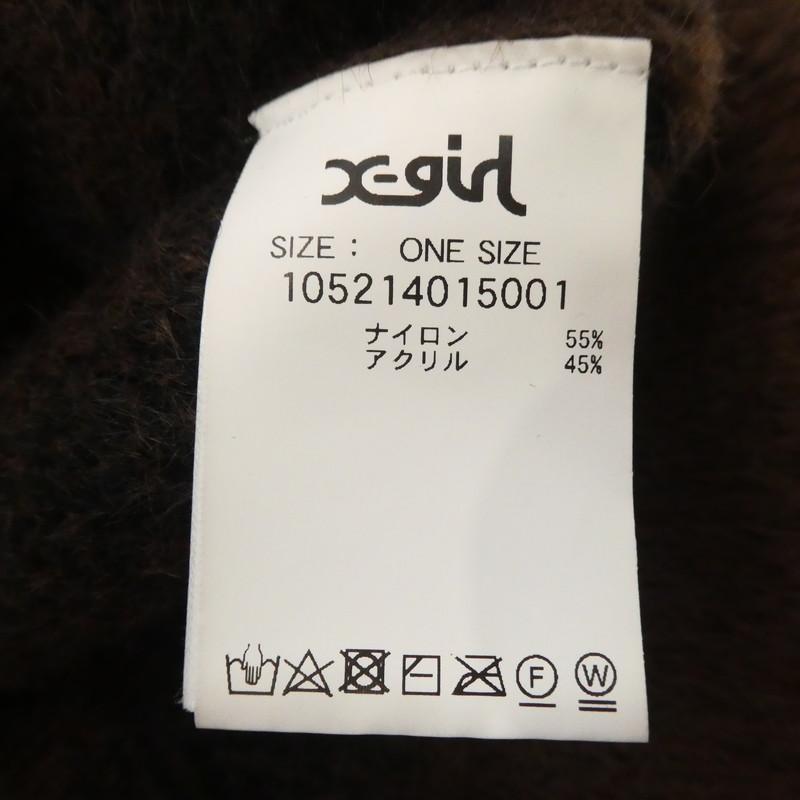 X-girl
SIZE： ONE SIZE
105214015001
ナイロン 55%
アクリル 45%
F W